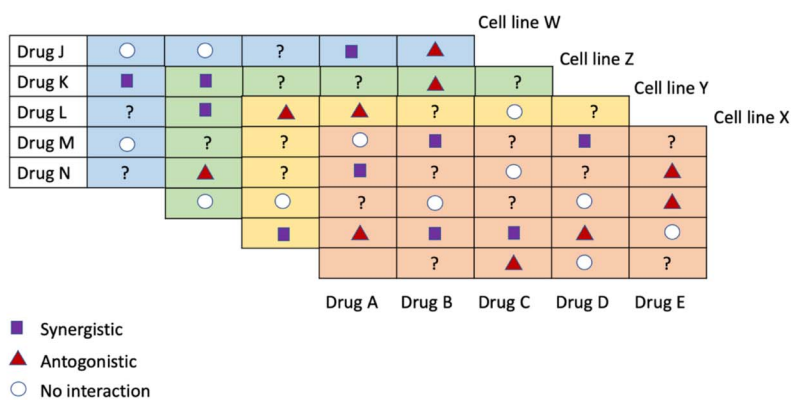 Cell line W
Drug J ?
Cell line Z
Drug K ? ? ?
Cell line Y
Drug L ? ? ?
Cell line X
Drug M ? ? ? ?
Drug N ? ? ? ?
? ?
? ?
Drug A Drug B Drug C Drug D Drug E
Synergistic
Antogonistic
No interaction